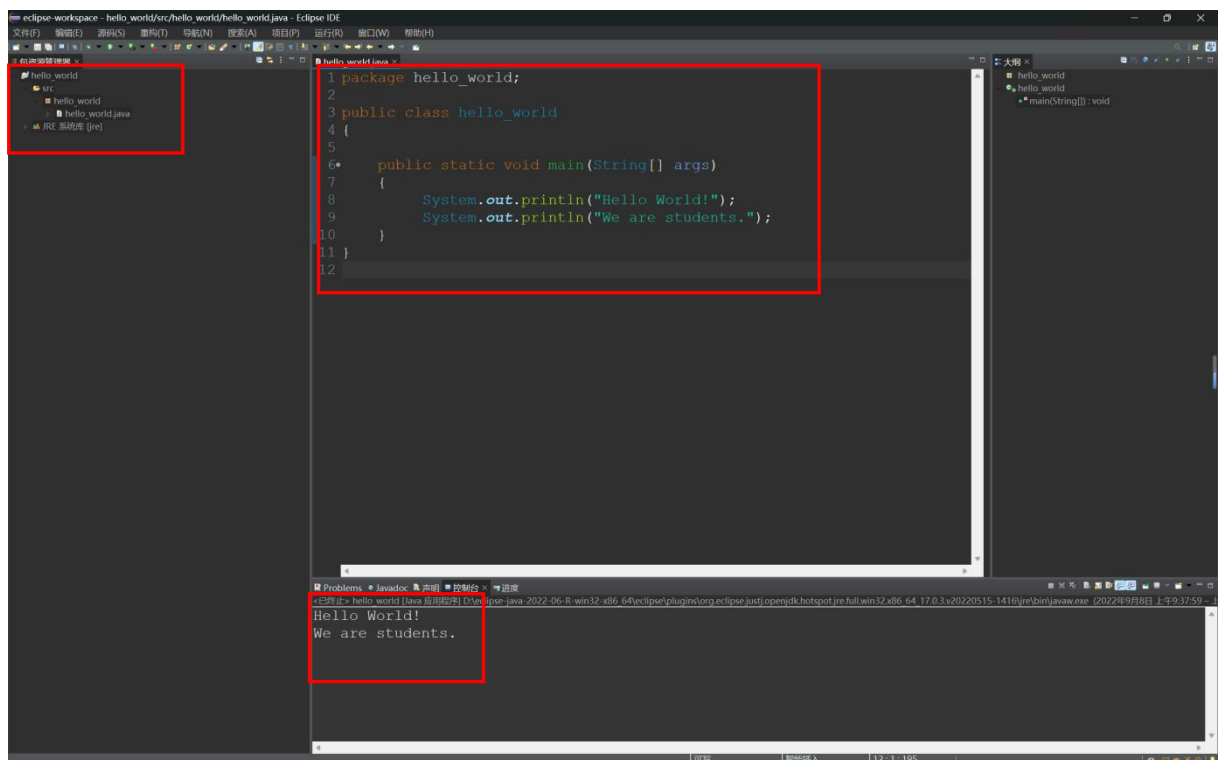 eclipse-workspace - hello_world/src/hello_world/hello_world.java - Eclipse IDE
文件(F) 编辑(E) 源码(S) 重构(T) 导航(N) 搜索(A) 项目(P) 运行(R) 窗口(W) 帮助(H)
包资源管理器
hello_world
src
hello_world
hello_world.java
JRE 系统库 [jre]
hello_world.java
1 package hello_world;
2
3 public class hello_world
4 {
5
6 public static void main(String[] args)
7 {
8 System.out.println("Hello World!");
9 System.out.println("We are students.");
10 }
11 }
12
大纲
hello_world
hello_world
main(String[]) : void
Problems Javadoc 声明 控制台 进度
<已终止> hello_world [Java 应用程序] D:\eclipse-java-2022-06-R-win32-x86_64\eclipse\plugins\org.eclipse.justj.openjdk.hotspot.jre.full.win32.x86_64_17.0.3.v20220515-1416\jre\bin\javaw.exe (2022年9月8日 上午9:37:59 –
Hello World!
We are students.
可写 智能插入 12 : 1 : 195